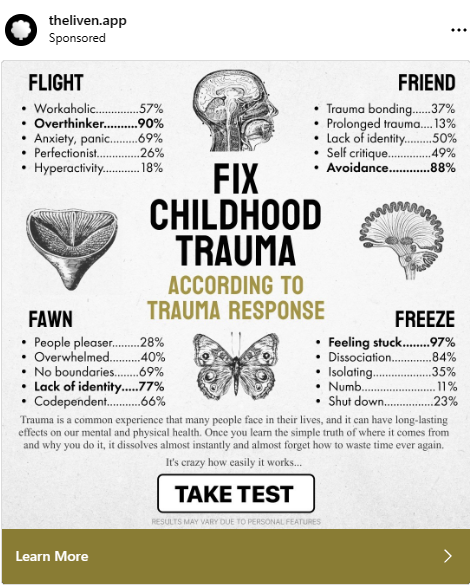 theliven.app
Sponsored
FLIGHT
• Workaholic..............57%
• Overthinker..........90%
• Anxiety, panic........69%
• Perfectionist...........26%
• Hyperactivity...........18%
FRIEND
• Trauma bonding.....37%
• Prolonged trauma....13%
• Lack of identity.......50%
• Self critique............49%
• Avoidance............88%
FIX
CHILDHOOD
TRAUMA
ACCORDING TO
TRAUMA RESPONSE
FAWN
• People pleaser........28%
• Overwhelmed.........40%
• No boundaries........69%
• Lack of identity.....77%
• Codependent..........66%
FREEZE
• Feeling stuck........97%
• Dissociation...........84%
• Isolating................35%
• Numb....................11%
• Shut down.............23%
Trauma is a common experience that many people face in their lives, and it can have long-lasting
effects on our mental and physical health. Once you learn the simple truth of where it comes from
and why you do it, it dissolves almost instantly and almost forget how to waste time ever again.
It's crazy how easily it works...
TAKE TEST
RESULTS MAY VARY DUE TO PERSONAL FEATURES
Learn More